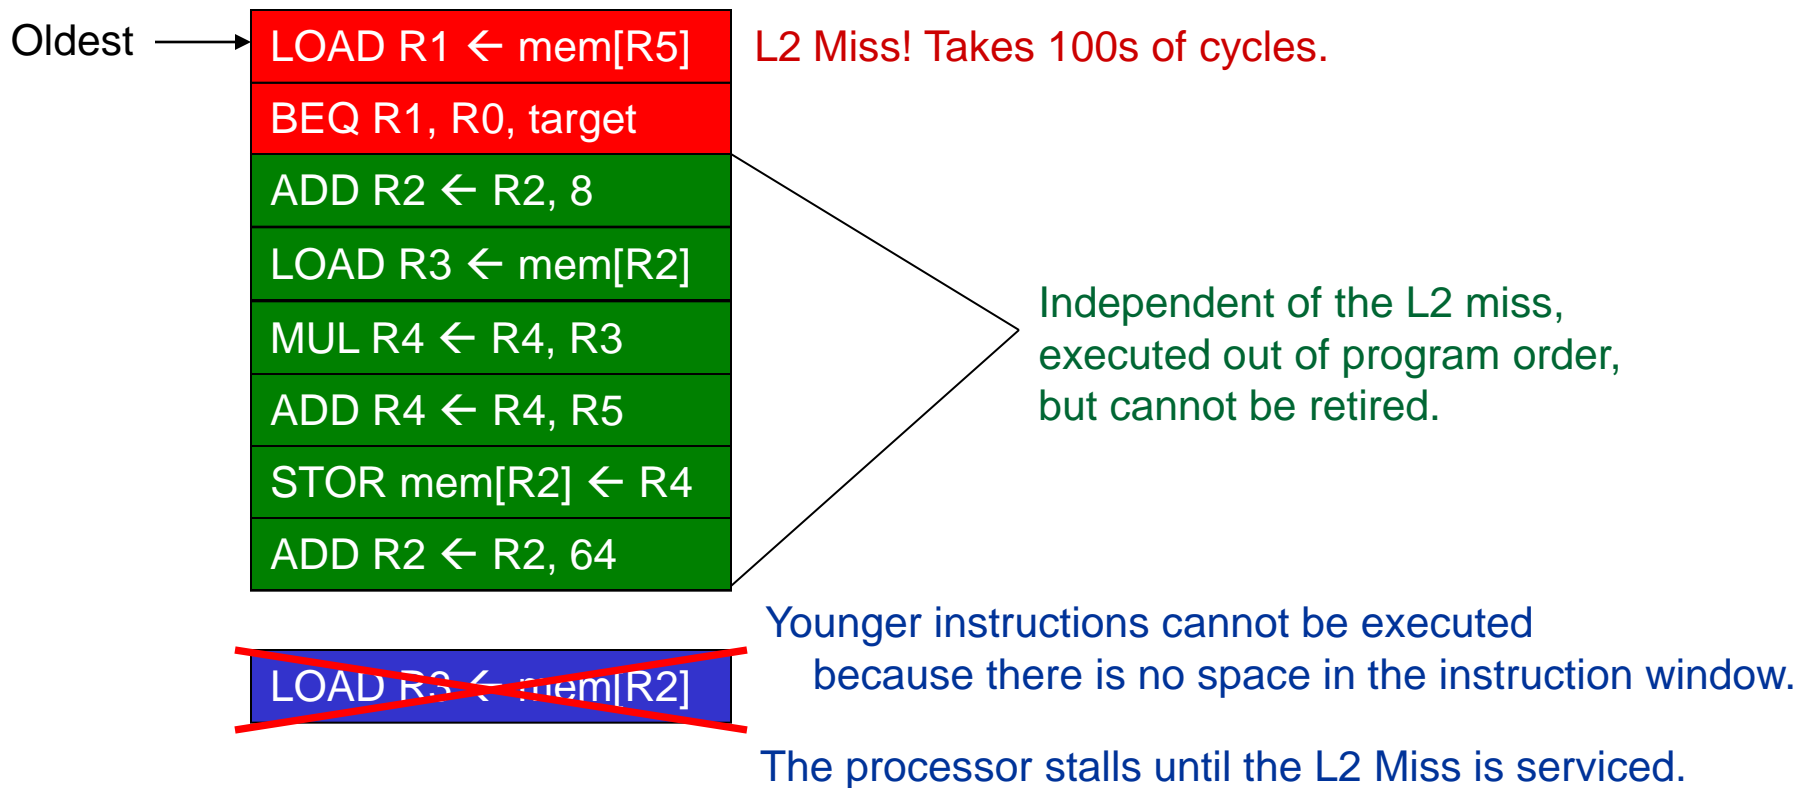 Oldest
LOAD R1 ← mem[R5]
L2 Miss! Takes 100s of cycles.
BEQ R1, R0, target
ADD R2 ← R2, 8
LOAD R3 ← mem[R2]
MUL R4 ← R4, R3
ADD R4 ← R4, R5
STOR mem[R2] ← R4
ADD R2 ← R2, 64
Independent of the L2 miss,
executed out of program order,
but cannot be retired.
LOAD R3 ← mem[R2]
Younger instructions cannot be executed
because there is no space in the instruction window.
The processor stalls until the L2 Miss is serviced.